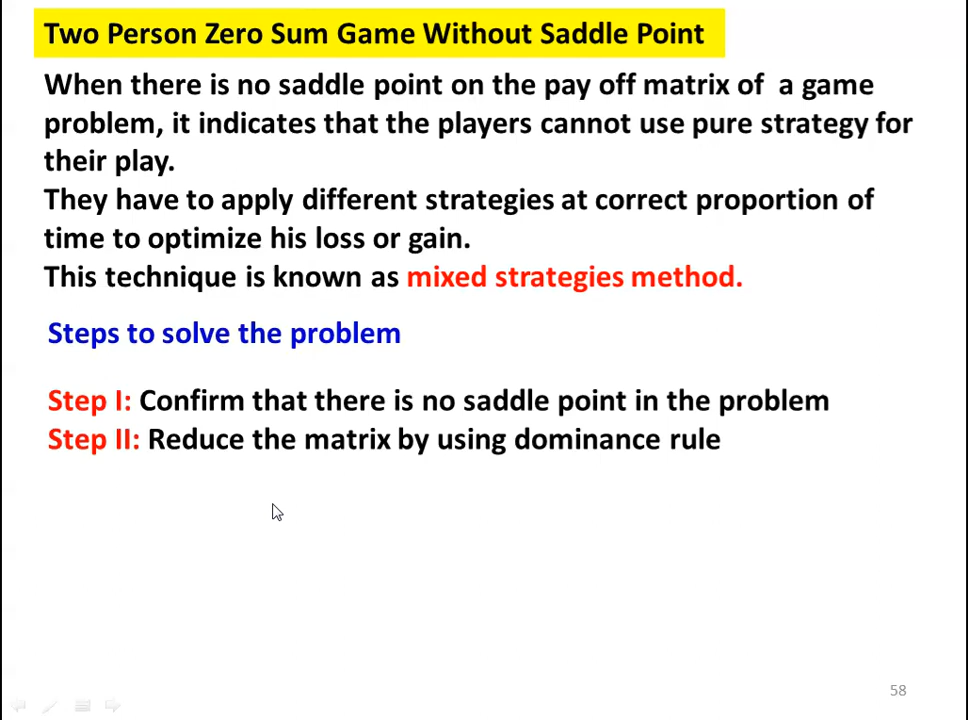 Two Person Zero Sum Game Without Saddle Point
When there is no saddle point on the pay off matrix of a game
problem, it indicates that the players cannot use pure strategy for
their play.
They have to apply different strategies at correct proportion of
time to optimize his loss or gain.
This technique is known as mixed strategies method.
Steps to solve the problem
Step I: Confirm that there is no saddle point in the problem
Step II: Reduce the matrix by using dominance rule
58